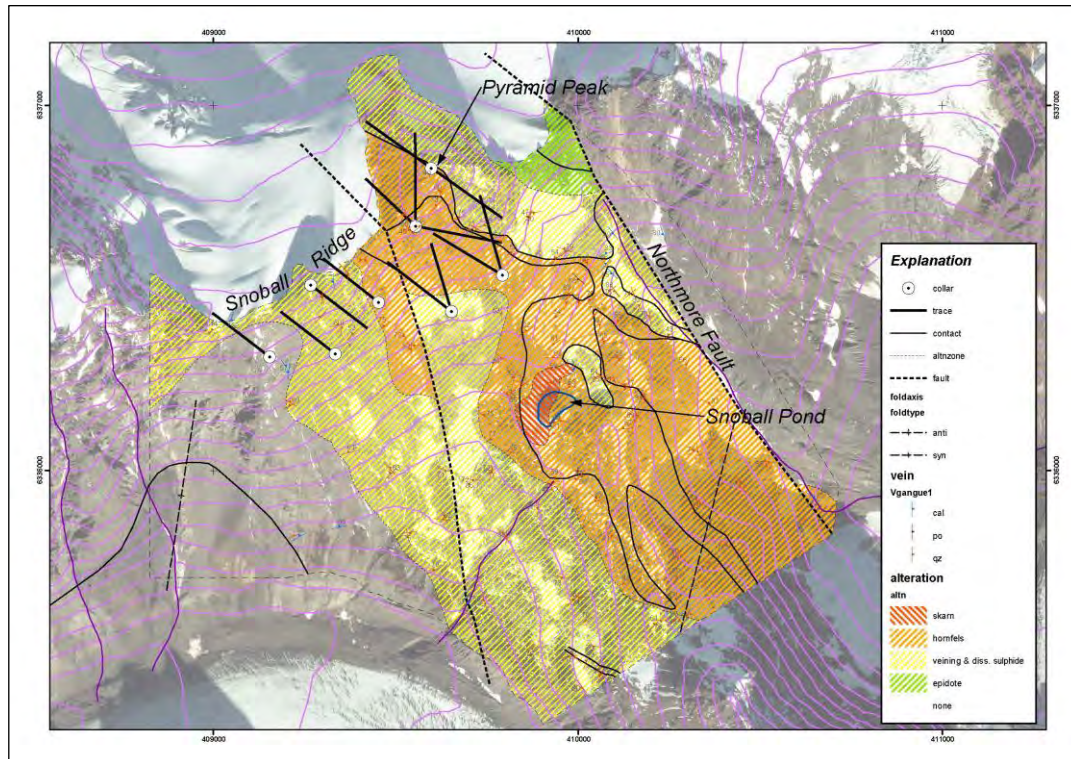 409000
410000
411000
6337000
6337000
Pyramid Peak
Snoball Ridge
Northmore Fault
Snoball Pond
6336000
6336000
Explanation
collar
trace
contact
altnzone
fault
foldaxis
foldtype
anti
syn
vein
Vgangue1
cal
po
qz
alteration
altn
skarn
hornfels
veining & diss. sulphide
epidote
none
409000
410000
411000